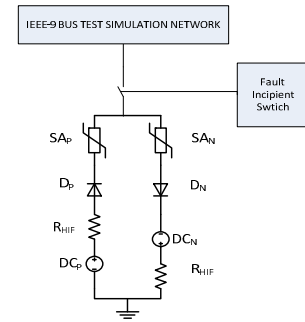 IEEE-9 BUS TEST SIMULATION NETWORK
Fault
Incipient
Swtich
SAP
SAN
DP
DN
RHIF
DCN
DCP
RHIF